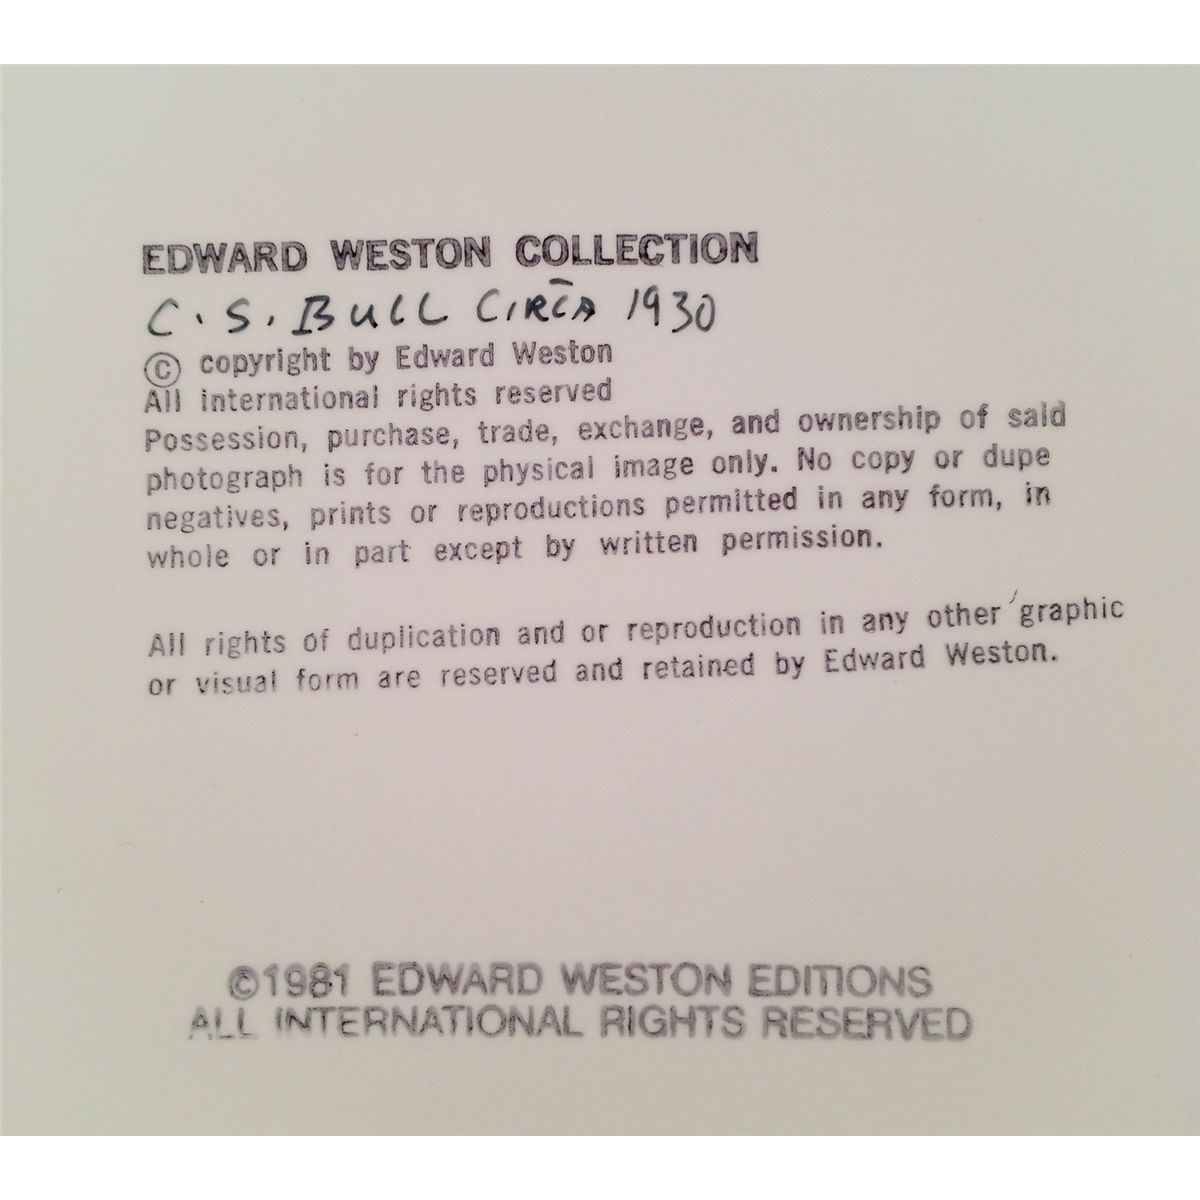 EDWARD WESTON COLLECTION
C. S. BULL CIRCA 1930
© copyright by Edward Weston
All international rights reserved
Possession, purchase, trade, exchange, and ownership of said
photograph is for the physical image only. No copy or dupe
negatives, prints or reproductions permitted in any form, in
whole or in part except by written permission.
All rights of duplication and or reproduction in any other graphic
or visual form are reserved and retained by Edward Weston.
©1981 EDWARD WESTON EDITIONS
ALL INTERNATIONAL RIGHTS RESERVED